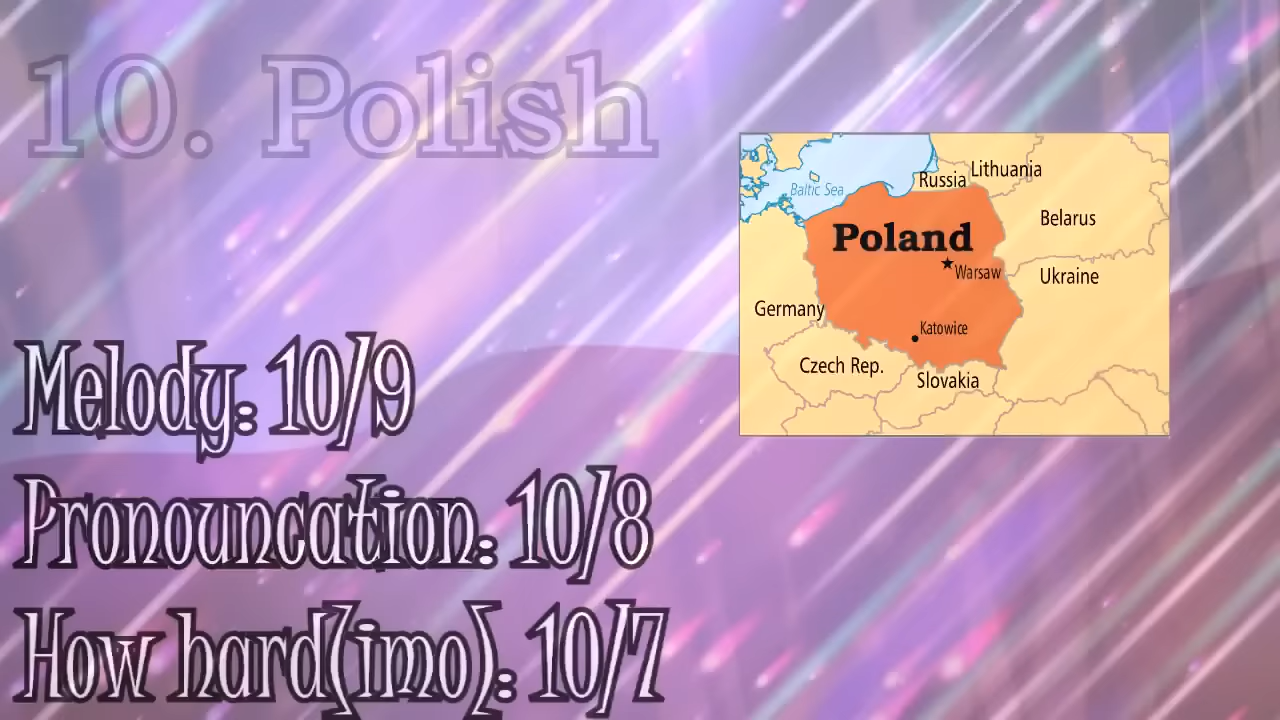 10. Polish
Melody: 10/9
Pronouncation: 10/8
How hard(imo): 10/7
Baltic Sea
Russia
Lithuania
Poland
Belarus
Warsaw
Ukraine
Germany
Katowice
Czech Rep.
Slovakia